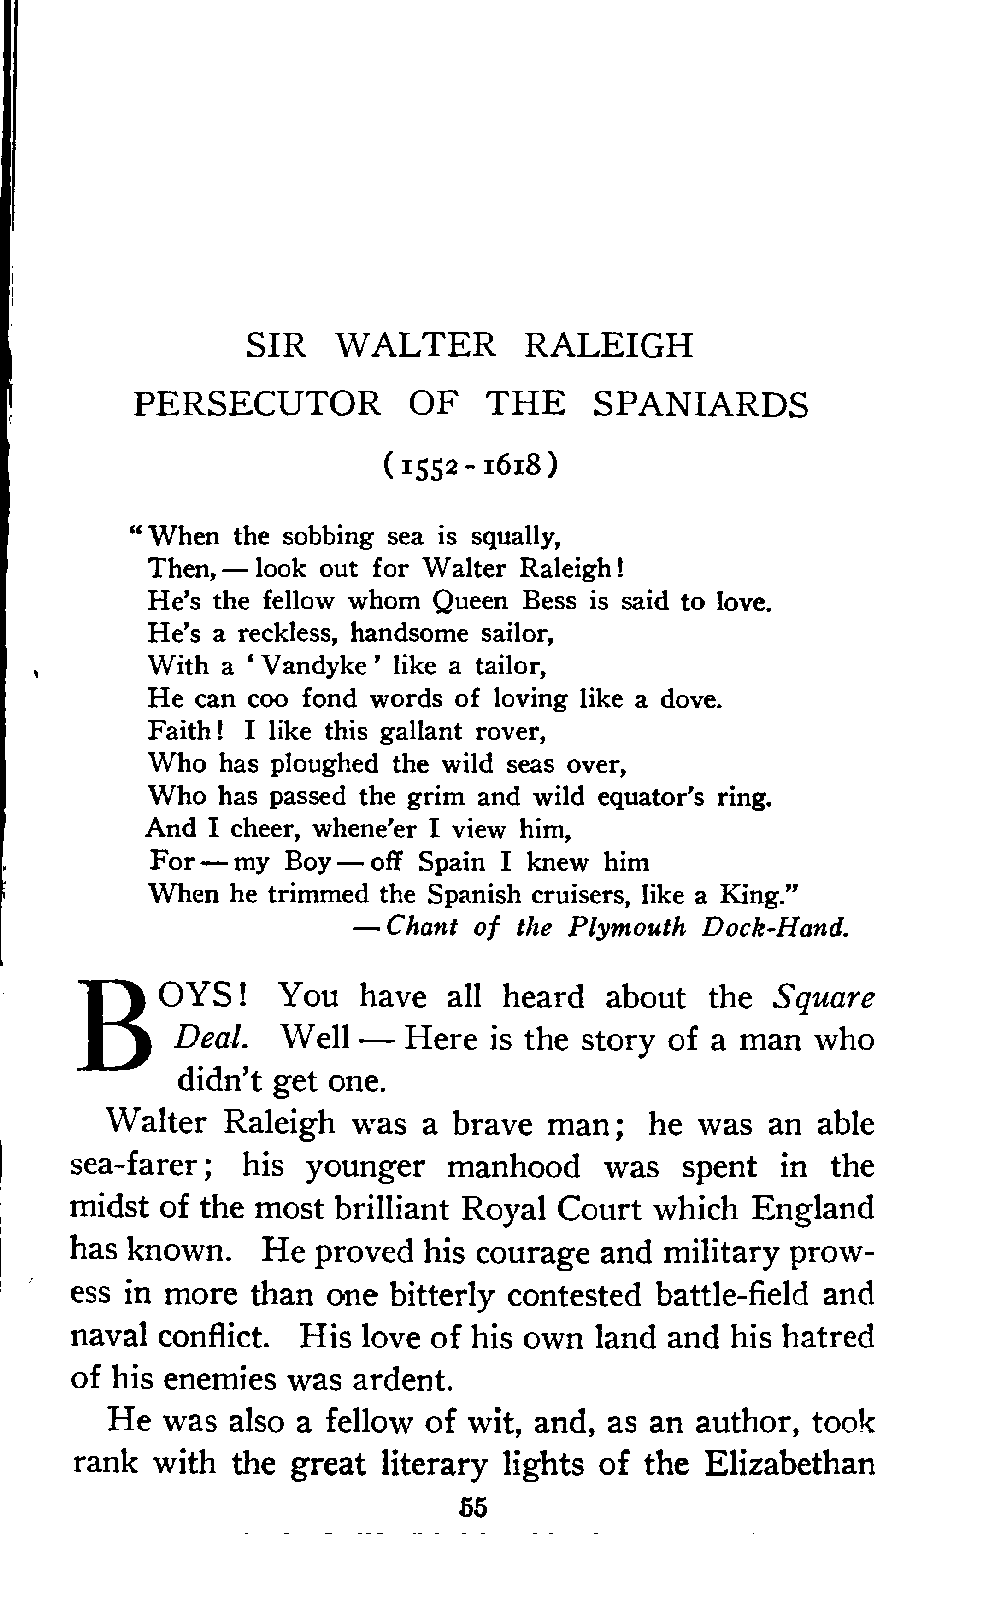 SIR WALTER RALEIGH
PERSECUTOR OF THE SPANIARDS
(1552-1618)
“When the sobbing sea is squally,
Then,—look out for Walter Raleigh!
He's the fellow whom Queen Bess is said to love.
He's a reckless, handsome sailor,
With a ‘Vandyke’ like a tailor,
He can coo fond words of loving like a dove.
Faith! I like this gallant rover,
Who has ploughed the wild seas over,
Who has passed the grim and wild equator's ring.
And I cheer, whene'er I view him,
For—my Boy—off Spain I knew him
When he trimmed the Spanish cruisers, like a King.”
—Chant of the Plymouth Dock-Hand.
BOYS! You have all heard about the Square
Deal. Well—Here is the story of a man who
didn't get one.
Walter Raleigh was a brave man; he was an able
sea-farer; his younger manhood was spent in the
midst of the most brilliant Royal Court which England
has known. He proved his courage and military prow-
ess in more than one bitterly contested battle-field and
naval conflict. His love of his own land and his hatred
of his enemies was ardent.
He was also a fellow of wit, and, as an author, took
rank with the great literary lights of the Elizabethan
55